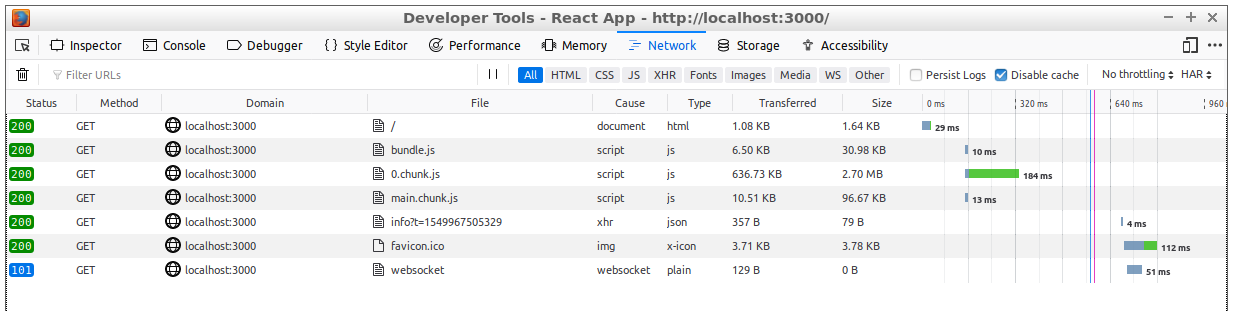 Developer Tools - React App - http://localhost:3000/
Inspector Console Debugger {} Style Editor Performance Memory Network Storage Accessibility
Filter URLs All HTML CSS JS XHR Fonts Images Media WS Other Persist Logs Disable cache No throttling HAR
Status Method Domain File Cause Type Transferred Size 0 ms 320 ms 640 ms 960 m
200 GET localhost:3000 / document html 1.08 KB 1.64 KB 29 ms
200 GET localhost:3000 bundle.js script js 6.50 KB 30.98 KB 10 ms
200 GET localhost:3000 0.chunk.js script js 636.73 KB 2.70 MB 184 ms
200 GET localhost:3000 main.chunk.js script js 10.51 KB 96.67 KB 13 ms
200 GET localhost:3000 info?t=1549967505329 xhr json 357 B 79 B 4 ms
200 GET localhost:3000 favicon.ico img x-icon 3.71 KB 3.78 KB 112 ms
101 GET localhost:3000 websocket websocket plain 129 B 0 B 51 ms